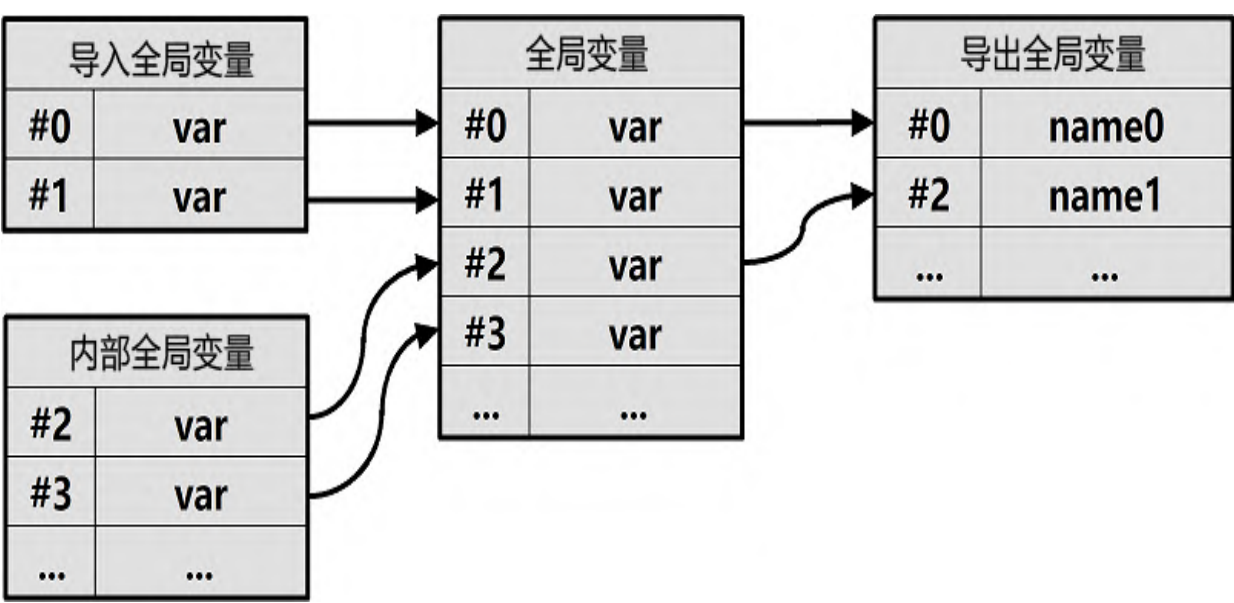 导入全局变量
#0 var
#1 var
内部全局变量
#2 var
#3 var
... ...
全局变量
#0 var
#1 var
#2 var
#3 var
... ...
导出全局变量
#0 name0
#2 name1
... ...